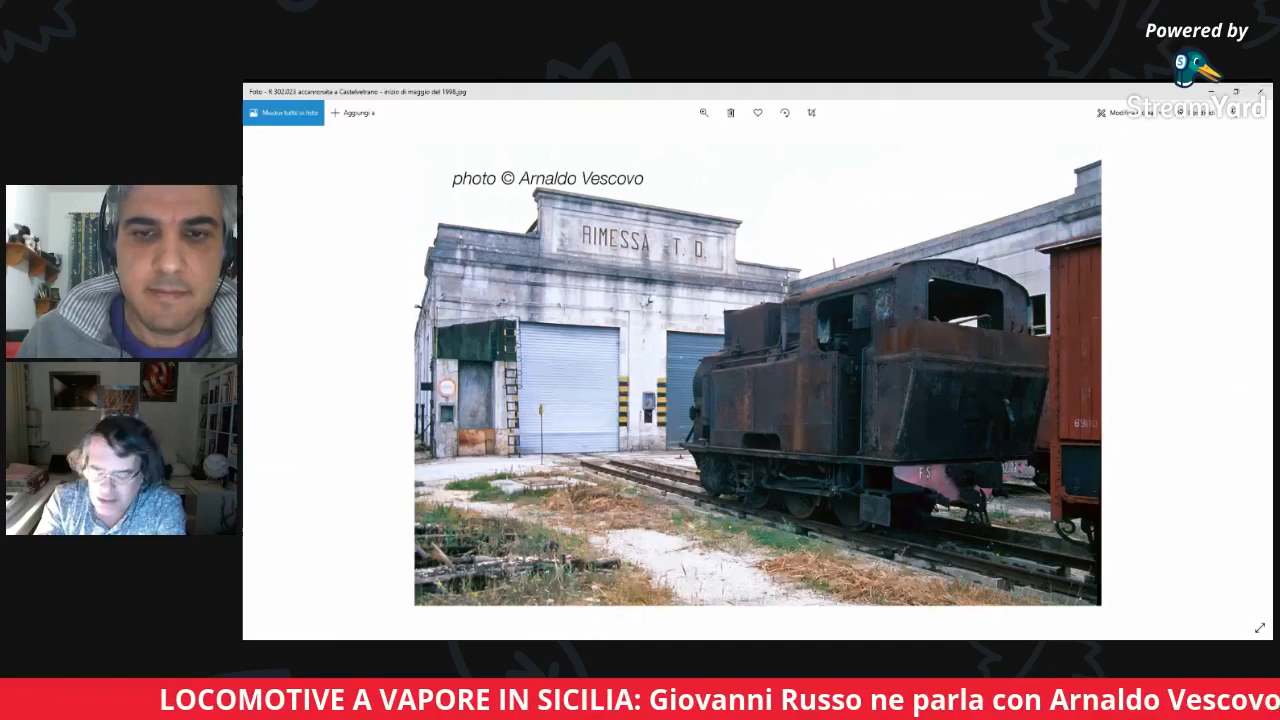 Powered by
StreamYard
Foto - R.302.023 accantonata a Castelvetrano - inizio di maggio del 1998.jpg
Aggiungi a
photo © Arnaldo Vescovo
RIMESSA T. D.
FS
LOCOMOTIVE A VAPORE IN SICILIA: Giovanni Russo ne parla con Arnaldo Vescovo